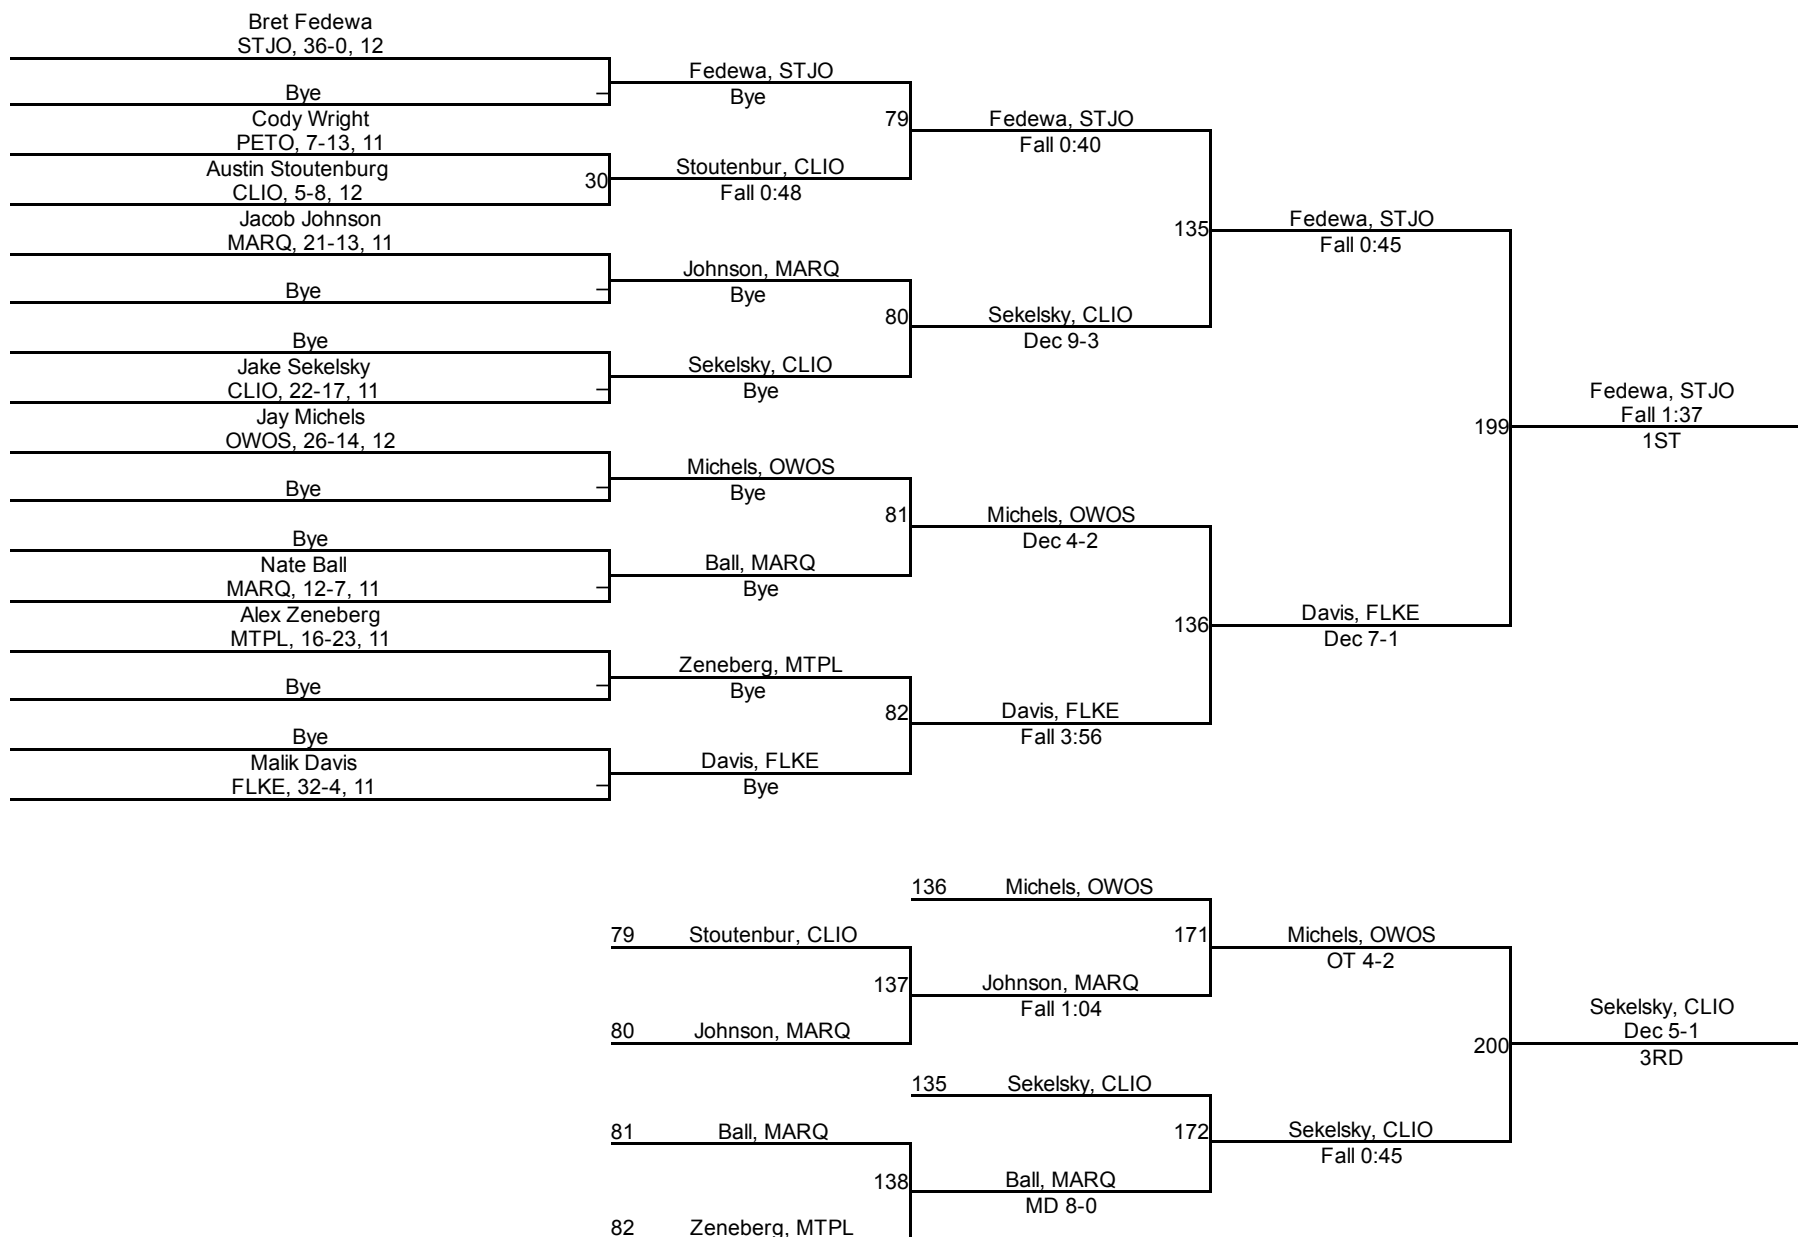 Bret Fedewa
STJO, 36-0, 12
Bye
Cody Wright
PETO, 7-13, 11
Austin Stoutenburg
CLIO, 5-8, 12
30
Jacob Johnson
MARQ, 21-13, 11
Bye
Bye
Jake Sekelsky
CLIO, 22-17, 11
Jay Michels
OWOS, 26-14, 12
Bye
Bye
Nate Ball
MARQ, 12-7, 11
Alex Zeneberg
MTPL, 16-23, 11
Bye
Bye
Malik Davis
FLKE, 32-4, 11
Fedewa, STJO
Bye
79
Stoutenbur, CLIO
Fall 0:48
Johnson, MARQ
Bye
80
Sekelsky, CLIO
Bye
Michels, OWOS
Bye
81
Ball, MARQ
Bye
Zeneberg, MTPL
Bye
82
Davis, FLKE
Bye
Fedewa, STJO
Fall 0:40
135
Sekelsky, CLIO
Dec 9-3
Michels, OWOS
Dec 4-2
136
Davis, FLKE
Fall 3:56
Fedewa, STJO
Fall 0:45
199
Davis, FLKE
Dec 7-1
Fedewa, STJO
Fall 1:37
1ST
79 Stoutenbur, CLIO
137
80 Johnson, MARQ
81 Ball, MARQ
138
82 Zeneberg, MTPL
136 Michels, OWOS
171
Johnson, MARQ
Fall 1:04
135 Sekelsky, CLIO
172
Ball, MARQ
MD 8-0
Michels, OWOS
OT 4-2
200
Sekelsky, CLIO
Fall 0:45
Sekelsky, CLIO
Dec 5-1
3RD